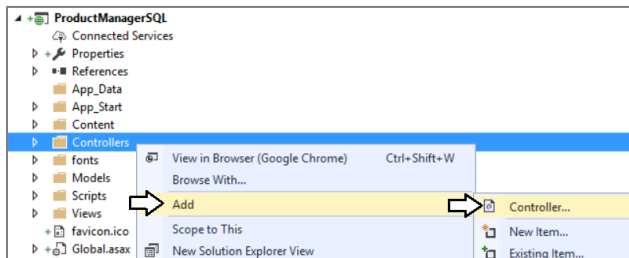 ProductManagerSQL
Connected Services
Properties
References
App_Data
App_Start
Content
Controllers
fonts View in Browser (Google Chrome) Ctrl+Shift+W
Models Browse With...
Scripts Add Controller...
Views
favicon.ico Scope to This New Item...
Global.asax New Solution Explorer View Existing Item...